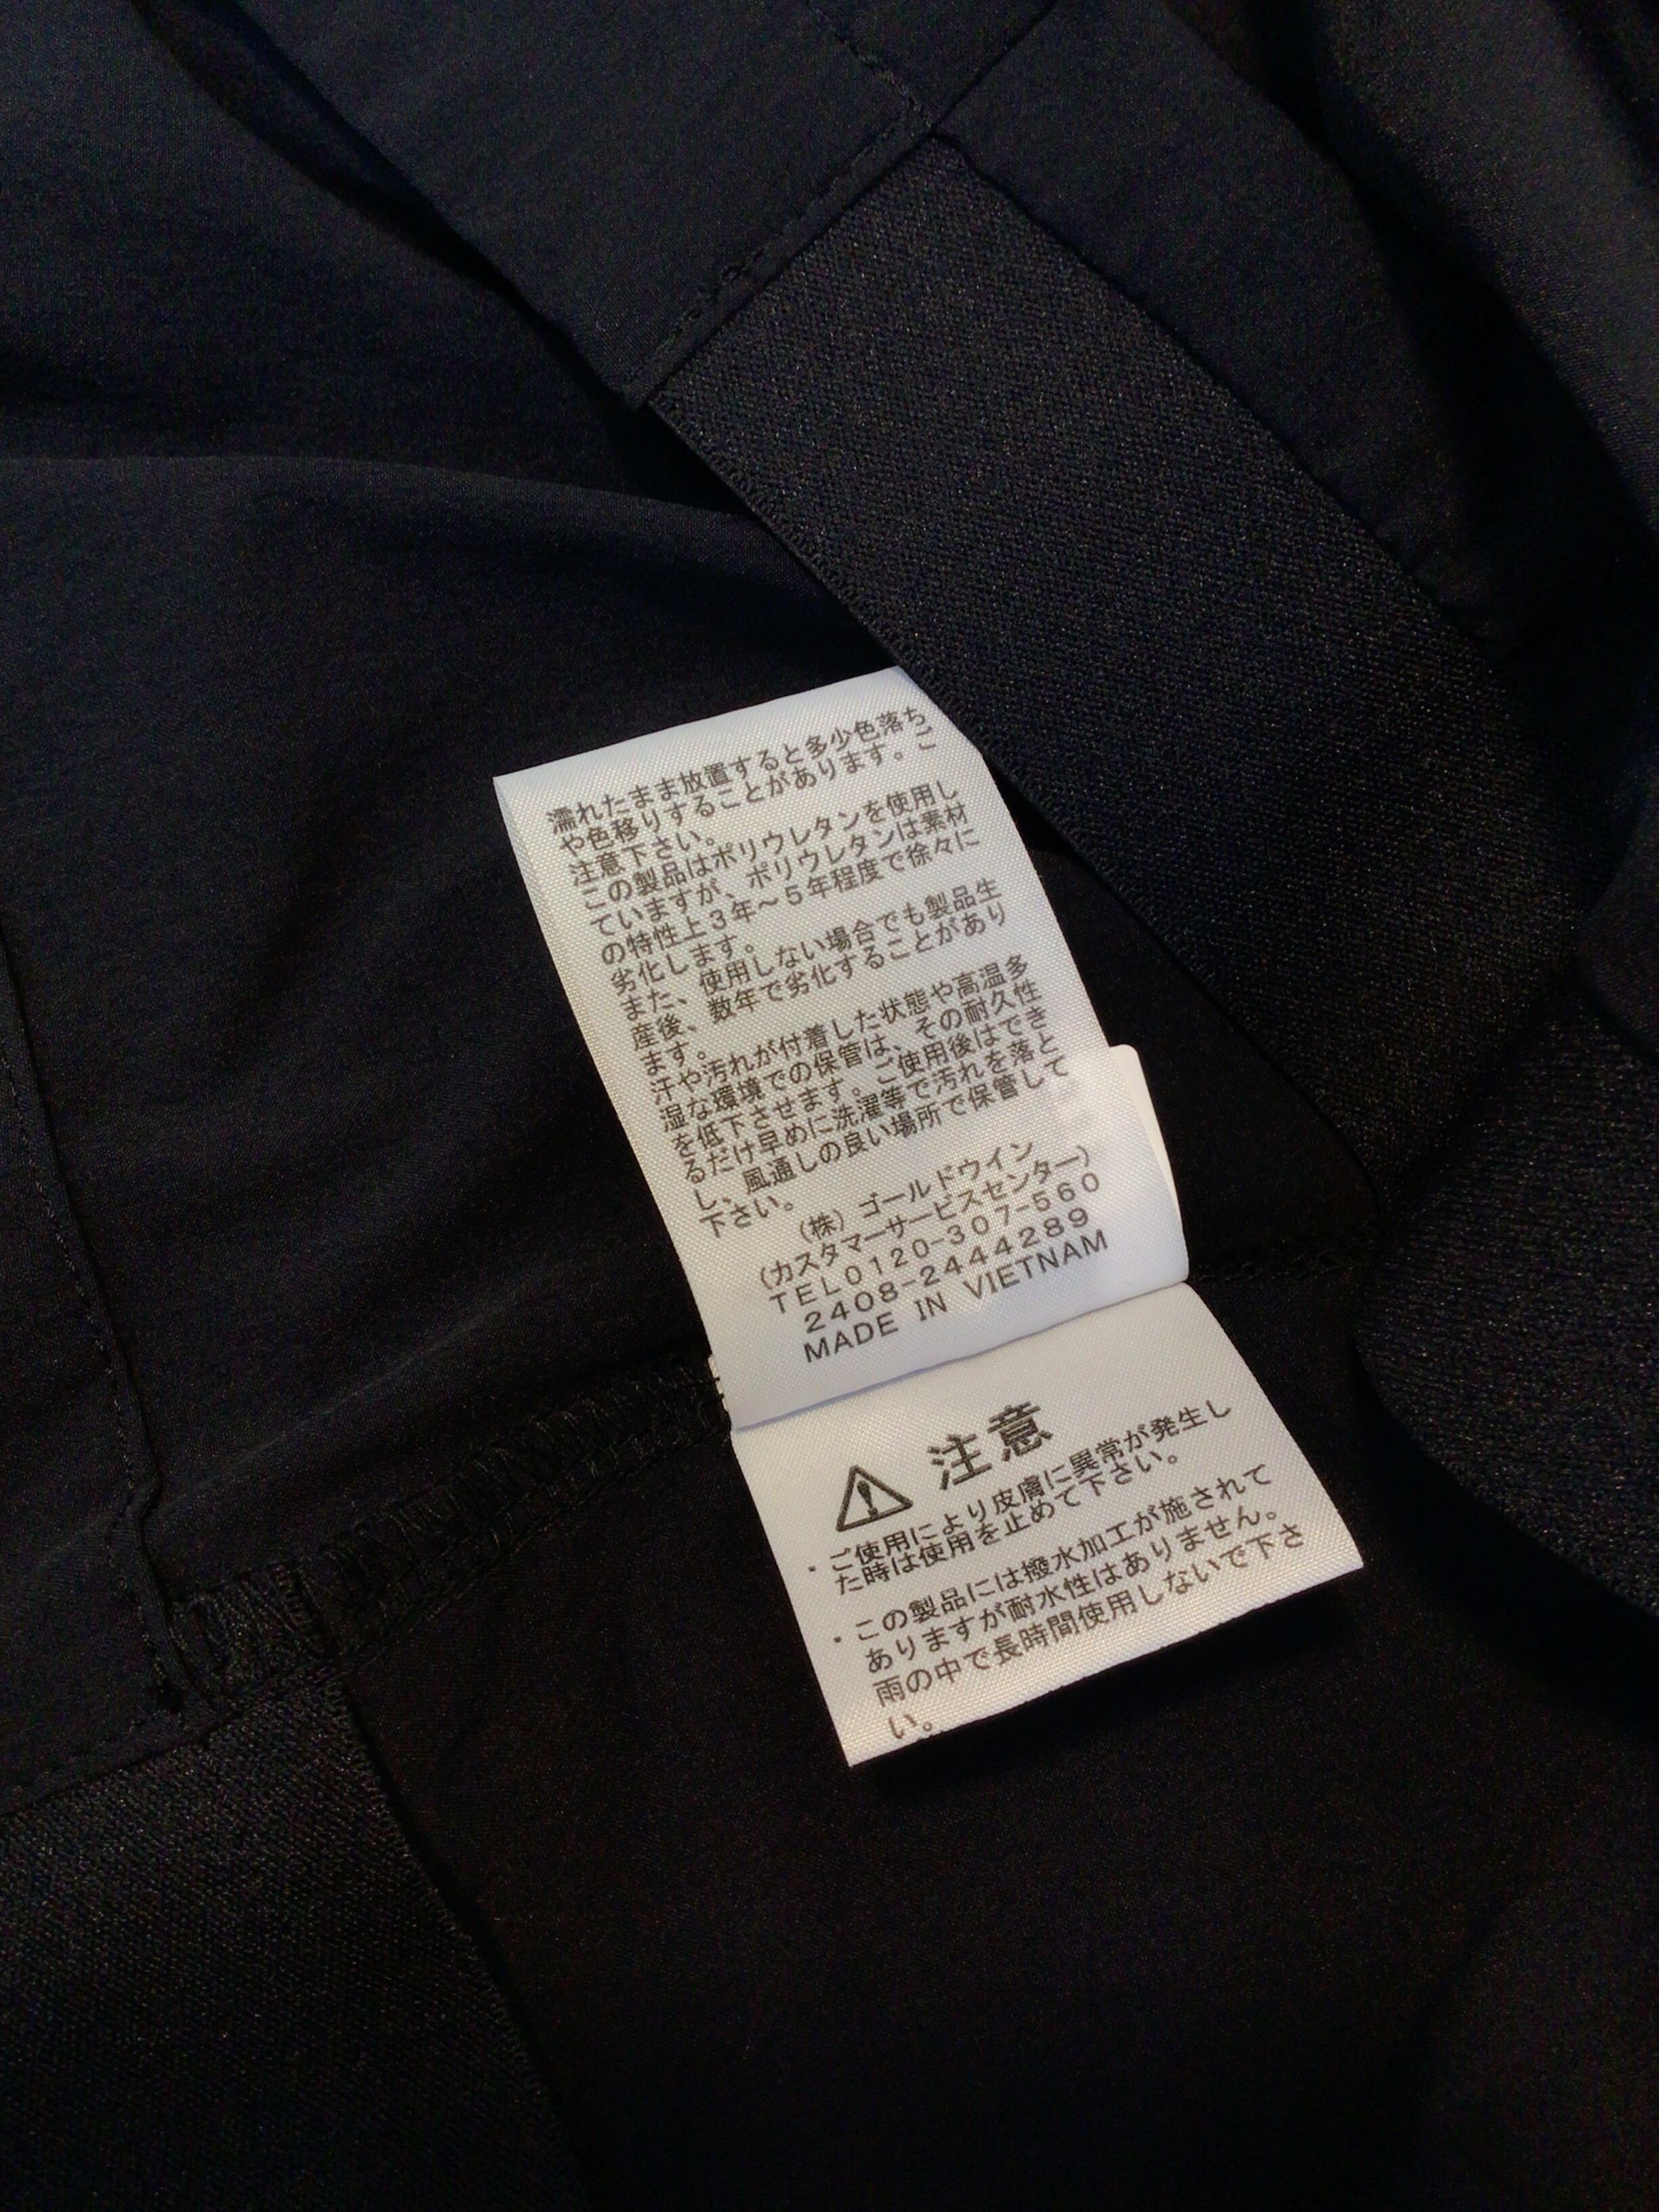 濡れたまま放置すると多少色落ち
や色移りすることがあります。ご
注意下さい。
この製品はポリウレタンを使用し
ていますが、ポリウレタンは素材
の特性上3年～5年程度で徐々に
劣化します。
また、使用しない場合でも製品生
産後、数年で劣化することがあり
ます。
汗や汚れが付着した状態や高温多
湿な環境での保管は、その耐久性
を低下させます。ご使用後はでき
るだけ早めに洗濯等で汚れを落と
し、風通しの良い場所で保管して
下さい。
(株)ゴールドウイン
(カスタマーサービスセンター)
TEL0120-307-560
2408-2444289
MADE IN VIETNAM
注意
・ご使用により皮膚に異常が発生し
た時は使用を止めて下さい。
・この製品には撥水加工が施されて
ありますが耐水性はありません。
雨の中で長時間使用しないで下さ
い。